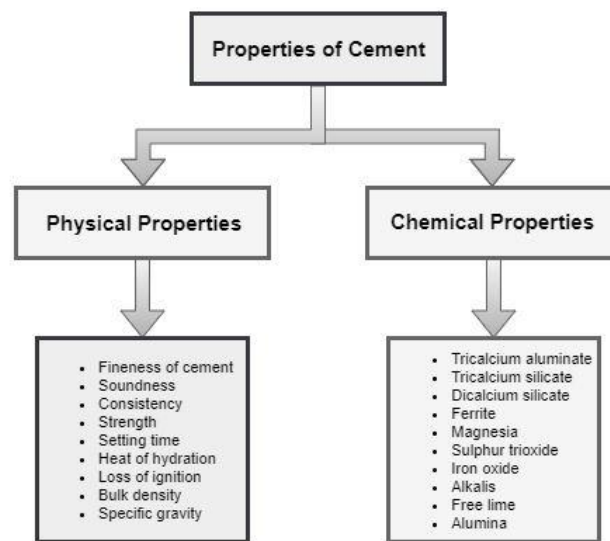 Properties of Cement
Physical Properties
Chemical Properties
Fineness of cement
Soundness
Consistency
Strength
Setting time
Heat of hydration
Loss of ignition
Bulk density
Specific gravity
Tricalcium aluminate
Tricalcium silicate
Dicalcium silicate
Ferrite
Magnesia
Sulphur trioxide
Iron oxide
Alkalis
Free lime
Alumina